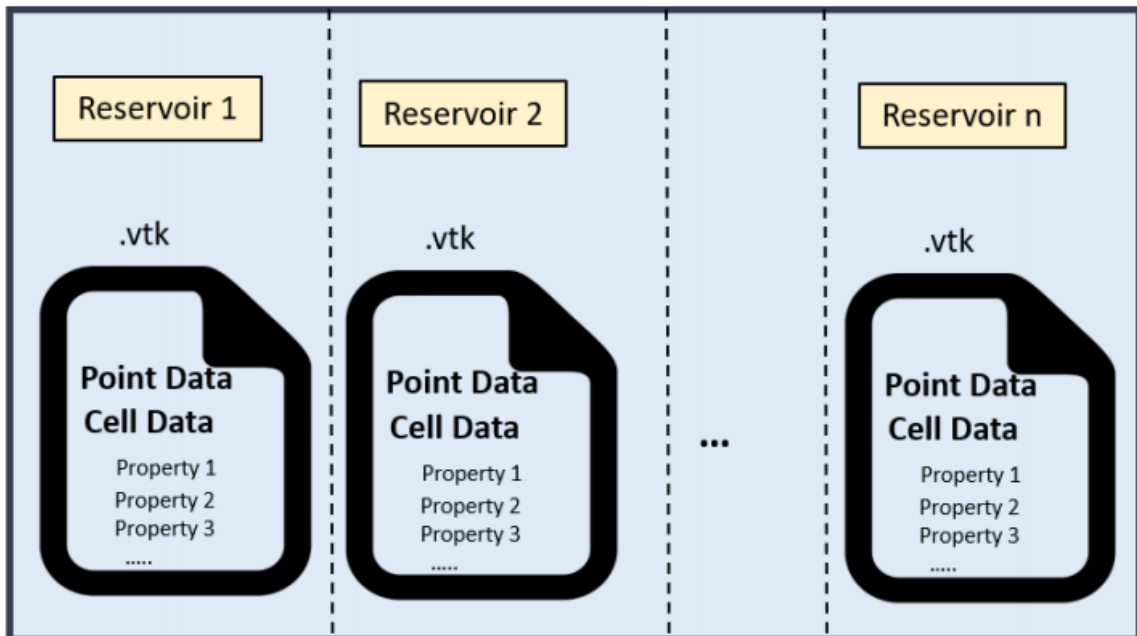 Reservoir 1
.vtk
Point Data
Cell Data
Property 1
Property 2
Property 3
.....
Reservoir 2
.vtk
Point Data
Cell Data
Property 1
Property 2
Property 3
.....
...
Reservoir n
.vtk
Point Data
Cell Data
Property 1
Property 2
Property 3
.....